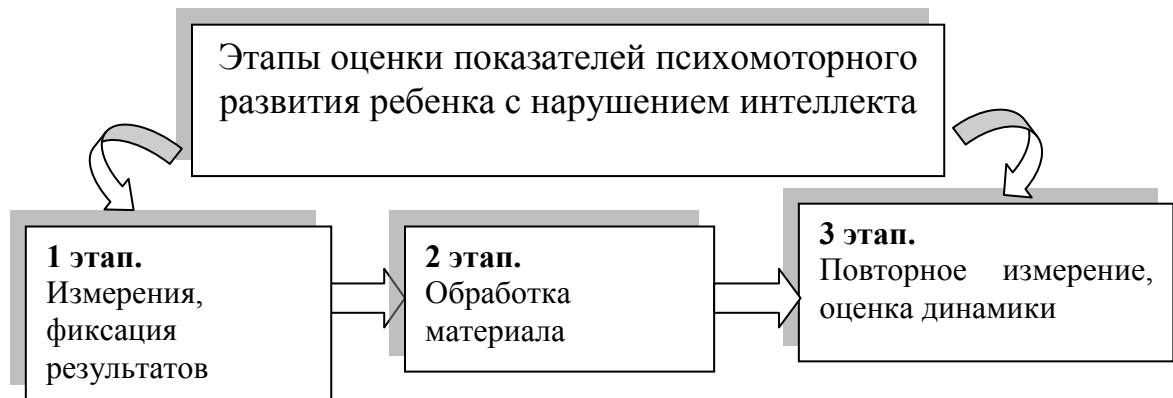 Этапы оценки показателей психомоторного
развития ребенка с нарушением интеллекта
1 этап.
Измерения,
фиксация
результатов
2 этап.
Обработка
материала
3 этап.
Повторное измерение,
оценка динамики